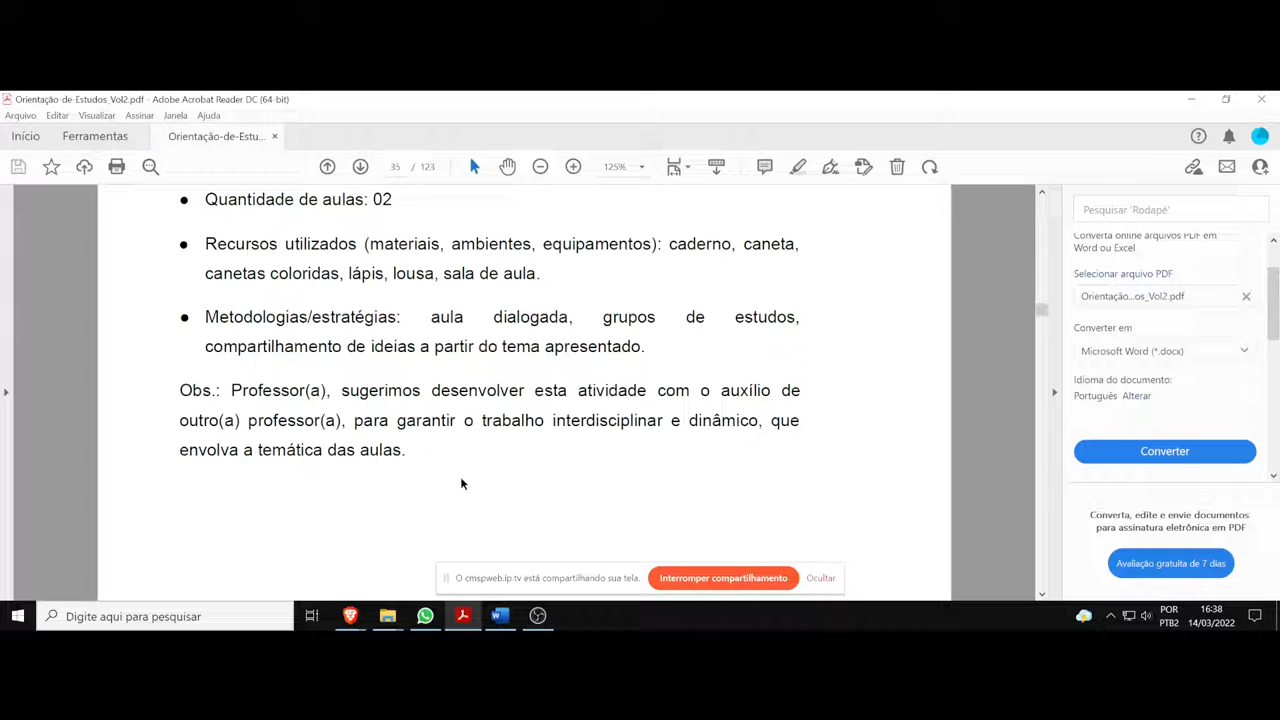 Orientação-de-Estudos_Vol2.pdf - Adobe Acrobat Reader DC (64-bit)
Arquivo Editar Visualizar Assinar Janela Ajuda
Início Ferramentas Orientação-de-Estu... ×
35 / 123 125%
● Quantidade de aulas: 02
● Recursos utilizados (materiais, ambientes, equipamentos): caderno, caneta,
canetas coloridas, lápis, lousa, sala de aula.
● Metodologias/estratégias: aula dialogada, grupos de estudos,
compartilhamento de ideias a partir do tema apresentado.
Obs.: Professor(a), sugerimos desenvolver esta atividade com o auxílio de
outro(a) professor(a), para garantir o trabalho interdisciplinar e dinâmico, que
envolva a temática das aulas.
Pesquisar 'Rodapé'
Converta online arquivos PDF em
Word ou Excel
Selecionar arquivo PDF
Orientação...os_Vol2.pdf
Converter em
Microsoft Word (*.docx)
Idioma do documento:
Português Alterar
Converter
Converta, edite e envie documentos
para assinatura eletrônica em PDF
Avaliação gratuita de 7 dias
O cmspweb.ip.tv está compartilhando sua tela. Interromper compartilhamento Ocultar
Digite aqui para pesquisar
POR
PTB2
16:38
14/03/2022